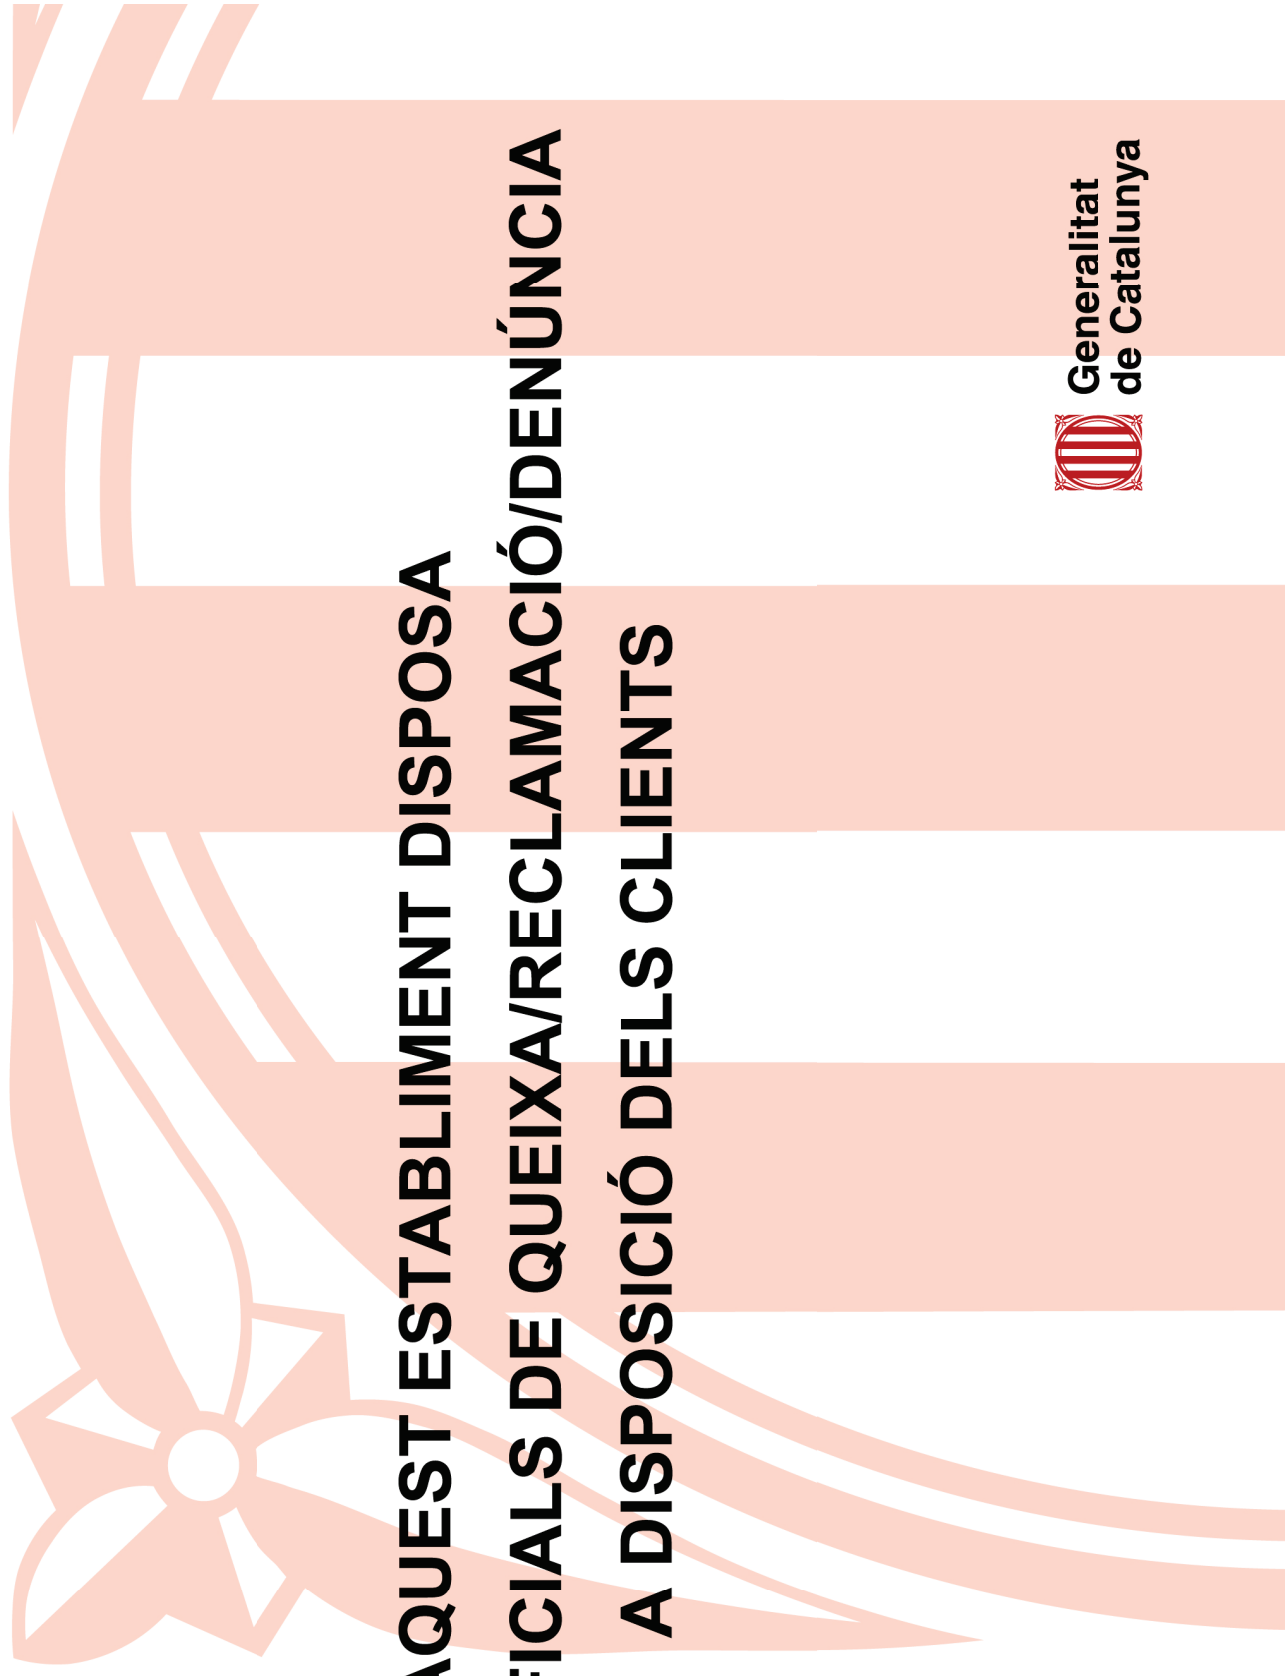 AQUEST ESTABLIMENT DISPOSA
FICIALS DE QUEIXA/RECLAMACIÓ/DENÚNCIA
A DISPOSICIÓ DELS CLIENTS
Generalitat
de Catalunya